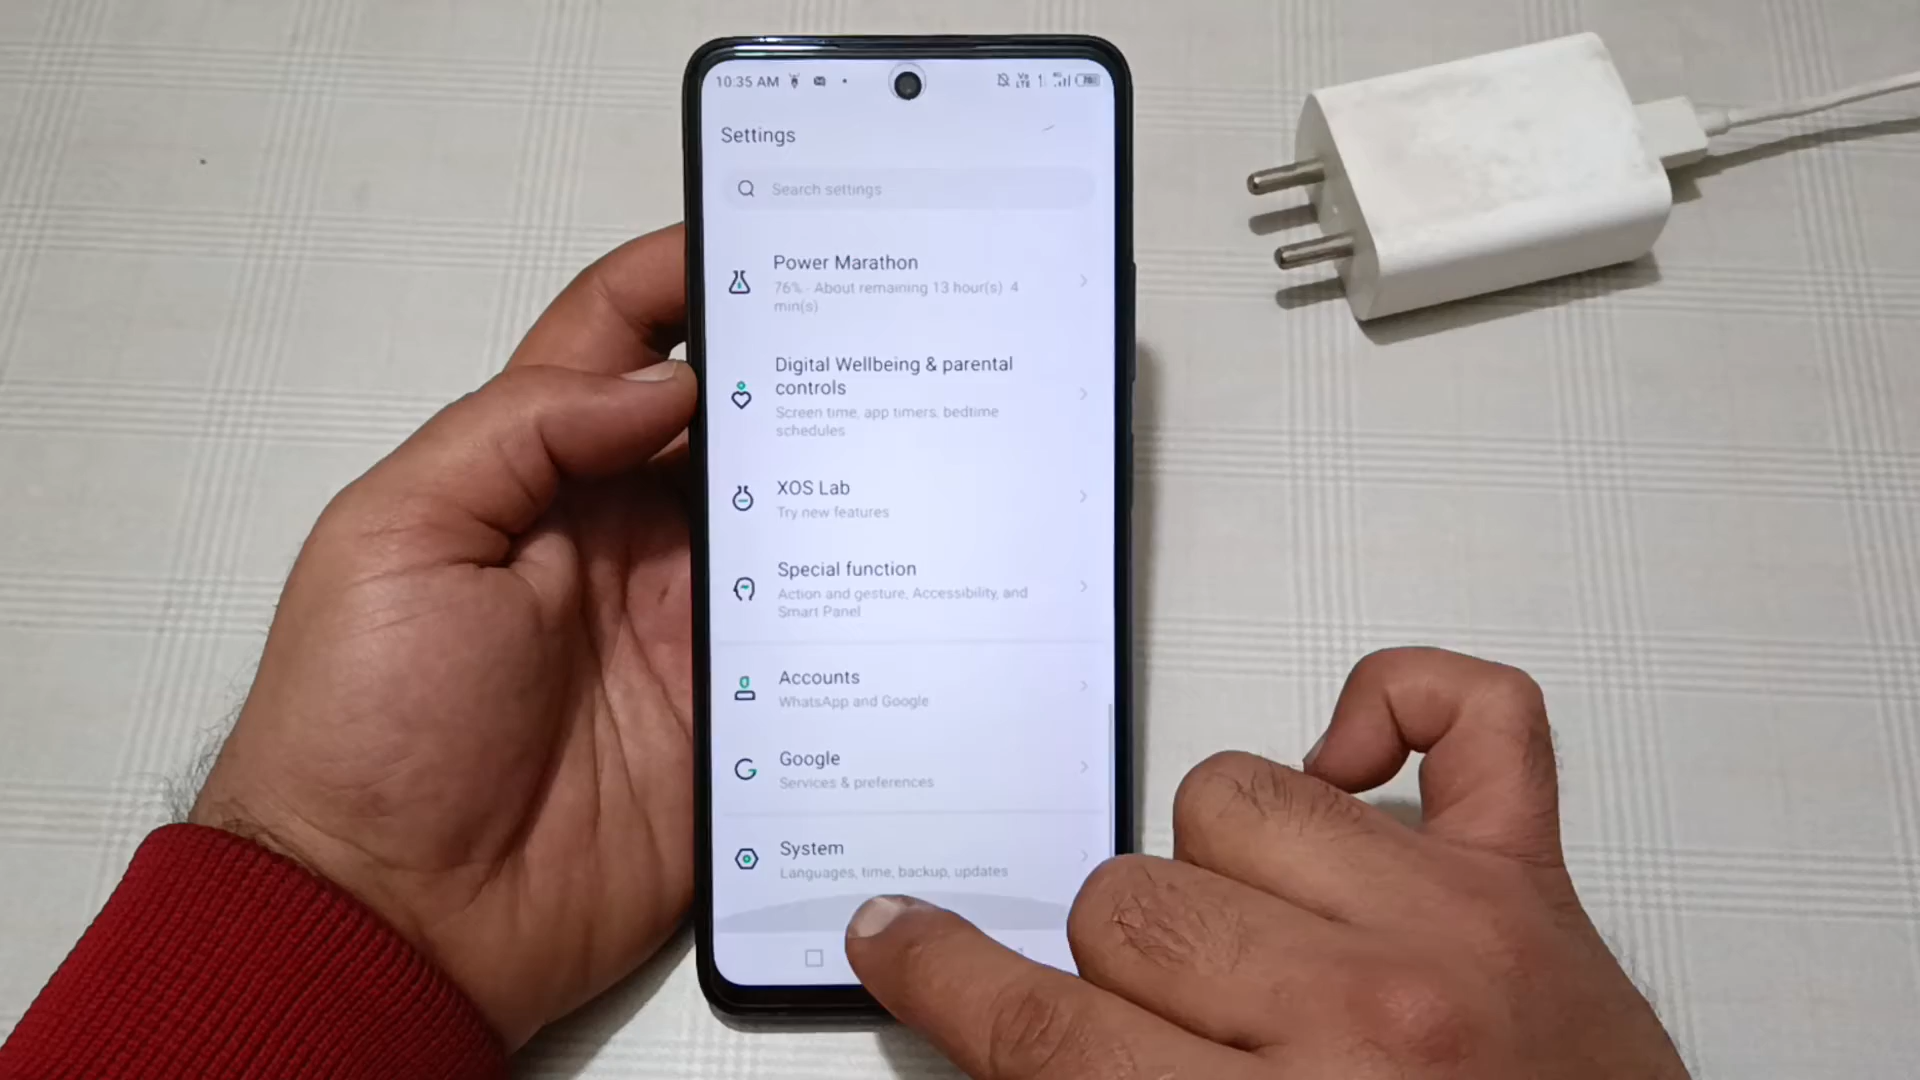 10:35 AM
Settings
Search settings
Power Marathon
76% - About remaining 13 hour(s) 4
min(s)
Digital Wellbeing & parental
controls
Screen time, app timers, bedtime
schedules
XOS Lab
Try new features
Special function
Action and gesture, Accessibility, and
Smart Panel
Accounts
WhatsApp and Google
Google
Services & preferences
System
Languages, time, backup, updates